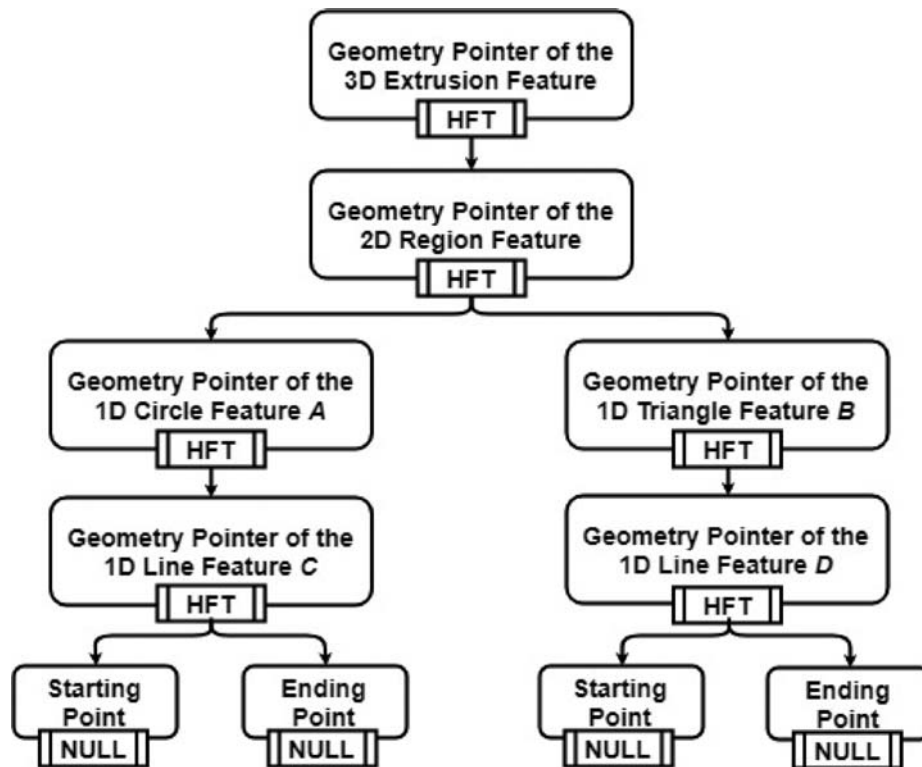 Geometry Pointer of the
3D Extrusion Feature
HFT
Geometry Pointer of the
2D Region Feature
HFT
Geometry Pointer of the
1D Circle Feature A
HFT
Geometry Pointer of the
1D Triangle Feature B
HFT
Geometry Pointer of the
1D Line Feature C
HFT
Geometry Pointer of the
1D Line Feature D
HFT
Starting
Point
NULL
Ending
Point
NULL
Starting
Point
NULL
Ending
Point
NULL